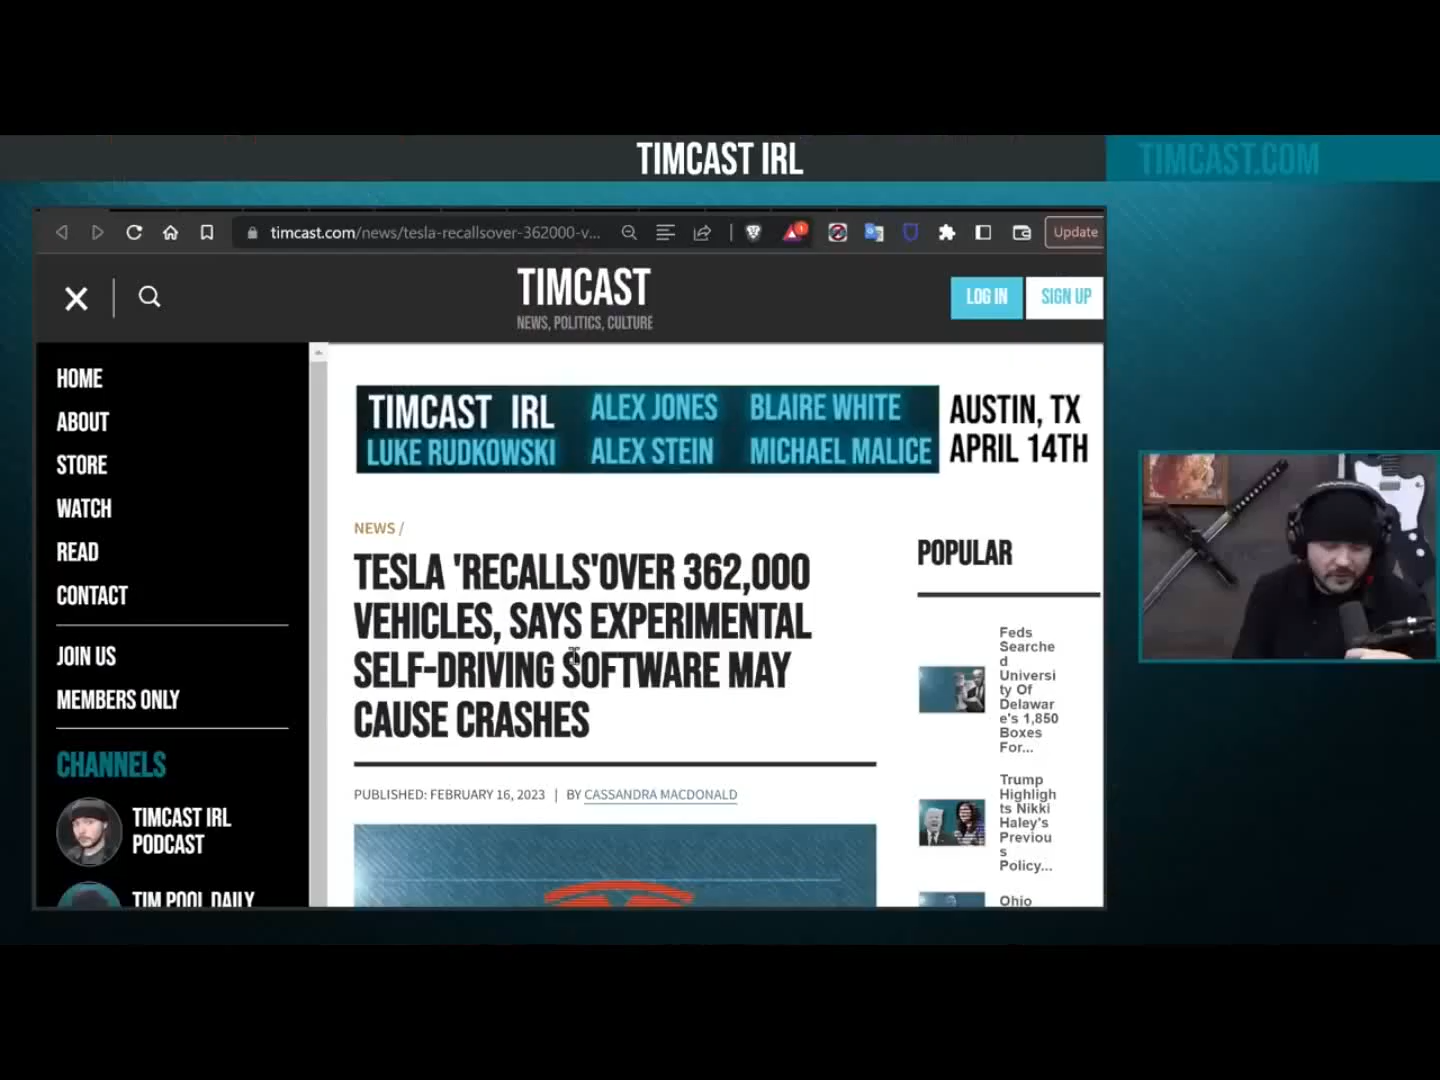 TIMCAST IRL
TIMCAST.COM
timcast.com/news/tesla-recallsover-362000-v...
1
Update
TIMCAST
NEWS, POLITICS, CULTURE
LOG IN
SIGN UP
HOME
ABOUT
STORE
WATCH
READ
CONTACT
JOIN US
MEMBERS ONLY
CHANNELS
TIMCAST IRL
PODCAST
TIM POOL DAILY
TIMCAST IRL ALEX JONES BLAIRE WHITE
LUKE RUDKOWSKI ALEX STEIN MICHAEL MALICE
AUSTIN, TX
APRIL 14TH
NEWS /
TESLA 'RECALLS'OVER 362,000
VEHICLES, SAYS EXPERIMENTAL
SELF-DRIVING SOFTWARE MAY
CAUSE CRASHES
PUBLISHED: FEBRUARY 16, 2023 | BY CASSANDRA MACDONALD
POPULAR
Feds
Searche
d
Universi
ty Of
Delawar
e's 1,850
Boxes
For...
Trump
Highligh
ts Nikki
Haley's
Previou
s
Policy...
Ohio